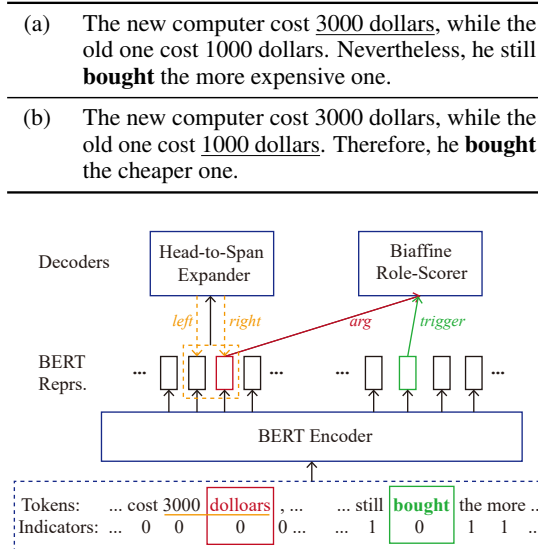 (a) The new computer cost 3000 dollars, while the
old one cost 1000 dollars. Nevertheless, he still
bought the more expensive one.
(b) The new computer cost 3000 dollars, while the
old one cost 1000 dollars. Therefore, he bought
the cheaper one.
Decoders
Head-to-Span
Expander
Biaffine
Role-Scorer
left
right
arg
trigger
BERT
Reprs.
... ... ... ...
BERT Encoder
Tokens: ... cost 3000 dolloars , ... ... still bought the more ...
Indicators: ... 0 0 0 0 ... ... 1 0 1 1 ...